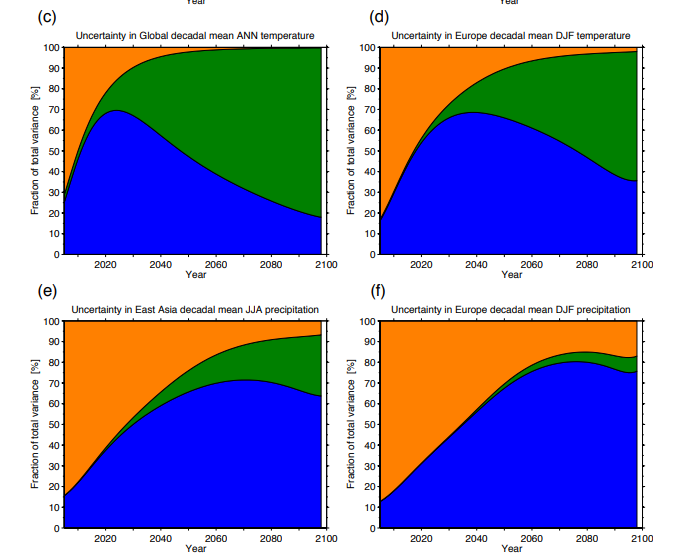 Year
Year
(c)
(d)
Uncertainty in Global decadal mean ANN temperature
Uncertainty in Europe decadal mean DJF temperature
Fraction of total variance [%]
100
90
80
70
60
50
40
30
20
10
0
2020 2040 2060 2080 2100
Year
Fraction of total variance [%]
100
90
80
70
60
50
40
30
20
10
0
2020 2040 2060 2080 2100
Year
(e)
(f)
Uncertainty in East Asia decadal mean JJA precipitation
Uncertainty in Europe decadal mean DJF precipitation
Fraction of total variance [%]
100
90
80
70
60
50
40
30
20
10
0
2020 2040 2060 2080 2100
Year
Fraction of total variance [%]
100
90
80
70
60
50
40
30
20
10
0
2020 2040 2060 2080 2100
Year